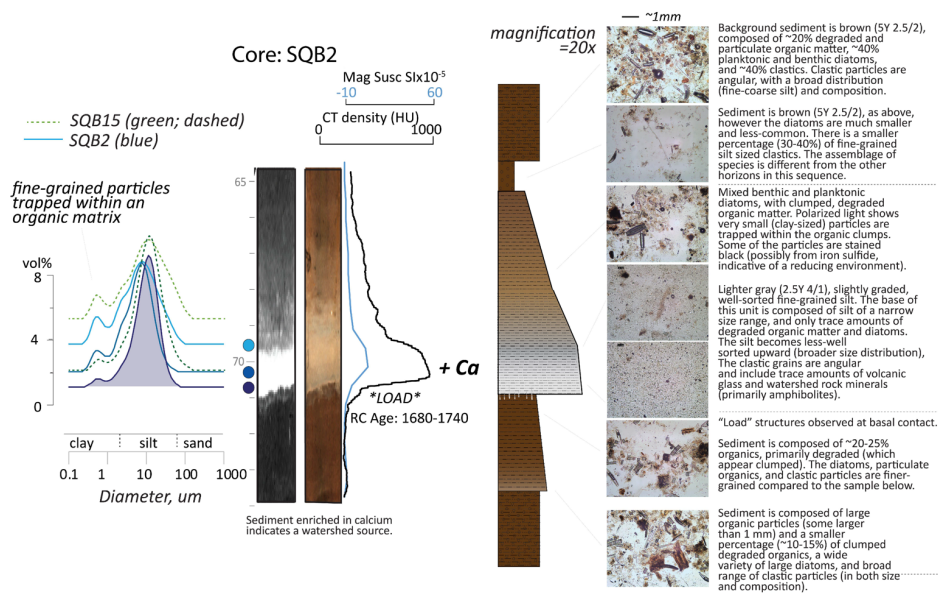 Core: SQB2
SQB15 (green; dashed)
SQB2 (blue)
fine-grained particles
trapped within an
organic matrix
vol%
8
4
2
0
clay
silt
sand
0.1
1
10
100
1000
Diameter, um
Mag Susc SIx10-5
-10
60
CT density (HU)
0
1000
65
70
*LOAD*
RC Age: 1680-1740
+ Ca
Sediment enriched in calcium
indicates a watershed source.
magnification
=20x
~1mm
Background sediment is brown (5Y 2.5/2),
composed of ~20% degraded and
particulate organic matter, ~40%
planktonic and benthic diatoms,
and ~40% clastics. Clastic particles are
angular, with a broad distribution
(fine-coarse silt) and composition.
Sediment is brown (5Y 2.5/2), as above,
however the diatoms are much smaller
and less-common. There is a smaller
percentage (30-40%) of fine-grained
silt sized clastics. The assemblage of
species is different from the other
horizons in this sequence.
Mixed benthic and planktonic
diatoms, with clumped, degraded
organic matter. Polarized light shows
very small (clay-sized) particles are
trapped within the organic clumps.
Some of the particles are stained
black (possibly from iron sulfide,
indicative of a reducing environment).
Lighter gray (2.5Y 4/1), slightly graded,
well-sorted fine-grained silt. The base of
this unit is composed of silt of a narrow
size range, and only trace amounts of
degraded organic matter and diatoms.
The silt becomes less-well
sorted upward (broader size distribution),
The clastic grains are angular
and include trace amounts of volcanic
glass and watershed rock minerals
(primarily amphibolites).
“Load” structures observed at basal contact.
Sediment is composed of ~20-25%
organics, primarily degraded (which
appear clumped). The diatoms, particulate
organics, and clastic particles are finer-
grained compared to the sample below.
Sediment is composed of large
organic particles (some larger
than 1 mm) and a smaller
percentage (~10-15%) of clumped
degraded organics, a wide
variety of large diatoms, and broad
range of clastic particles (in both size
and composition).